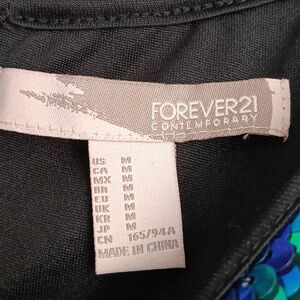 FOREVER21
CONTEMPORARY
US M
CA M
MX M
BR M
EU M
UK M
KR M
JP M
CN 165/94A
MADE IN CHINA